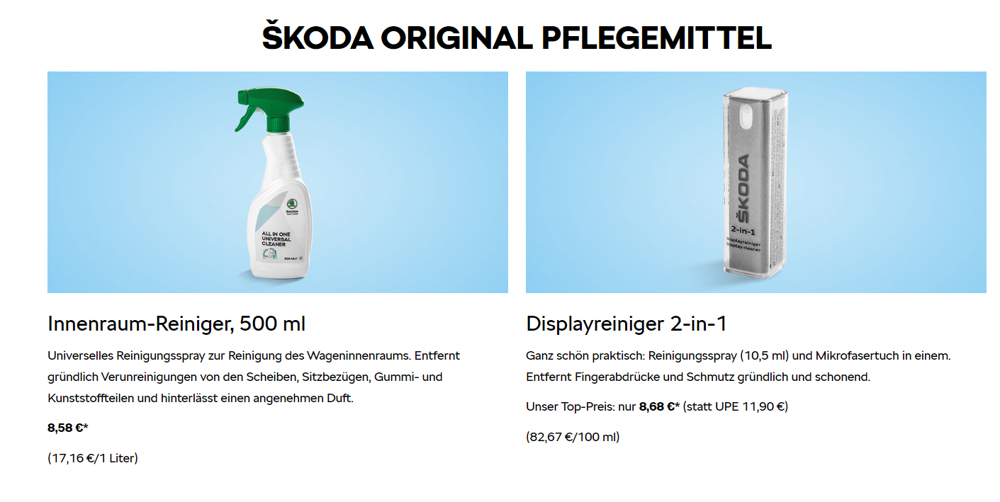 ŠKODA ORIGINAL PFLEGEMITTEL
ŠKODA
ALL IN ONE
UNIVERSAL
CLEANER
500 ML
ŠKODA
2-in-1
Displayreiniger
Display cleaner
Innenraum-Reiniger, 500 ml
Universelles Reinigungsspray zur Reinigung des Wageninnenraums. Entfernt
gründlich Verunreinigungen von den Scheiben, Sitzbezügen, Gummi- und
Kunststoffteilen und hinterlässt einen angenehmen Duft.
8,58 €*
(17,16 €/1 Liter)
Displayreiniger 2-in-1
Ganz schön praktisch: Reinigungsspray (10,5 ml) und Mikrofasertuch in einem.
Entfernt Fingerabdrücke und Schmutz gründlich und schonend.
Unser Top-Preis: nur 8,68 €* (statt UPE 11,90 €)
(82,67 €/100 ml)